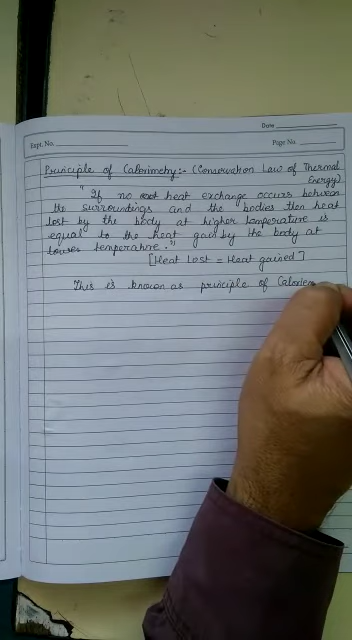 Date
Expt. No.
Page No.
Principle of Calorimetry:- (Conservation Law of Thermal
Energy)
"If no heat exchange occurs between
the surroundings and the bodies then heat
lost by the body at higher temperature is
equal to the heat gain by the body at
lower temperature."
[Heat Lost = Heat gained]
This is known as principle of Calorim